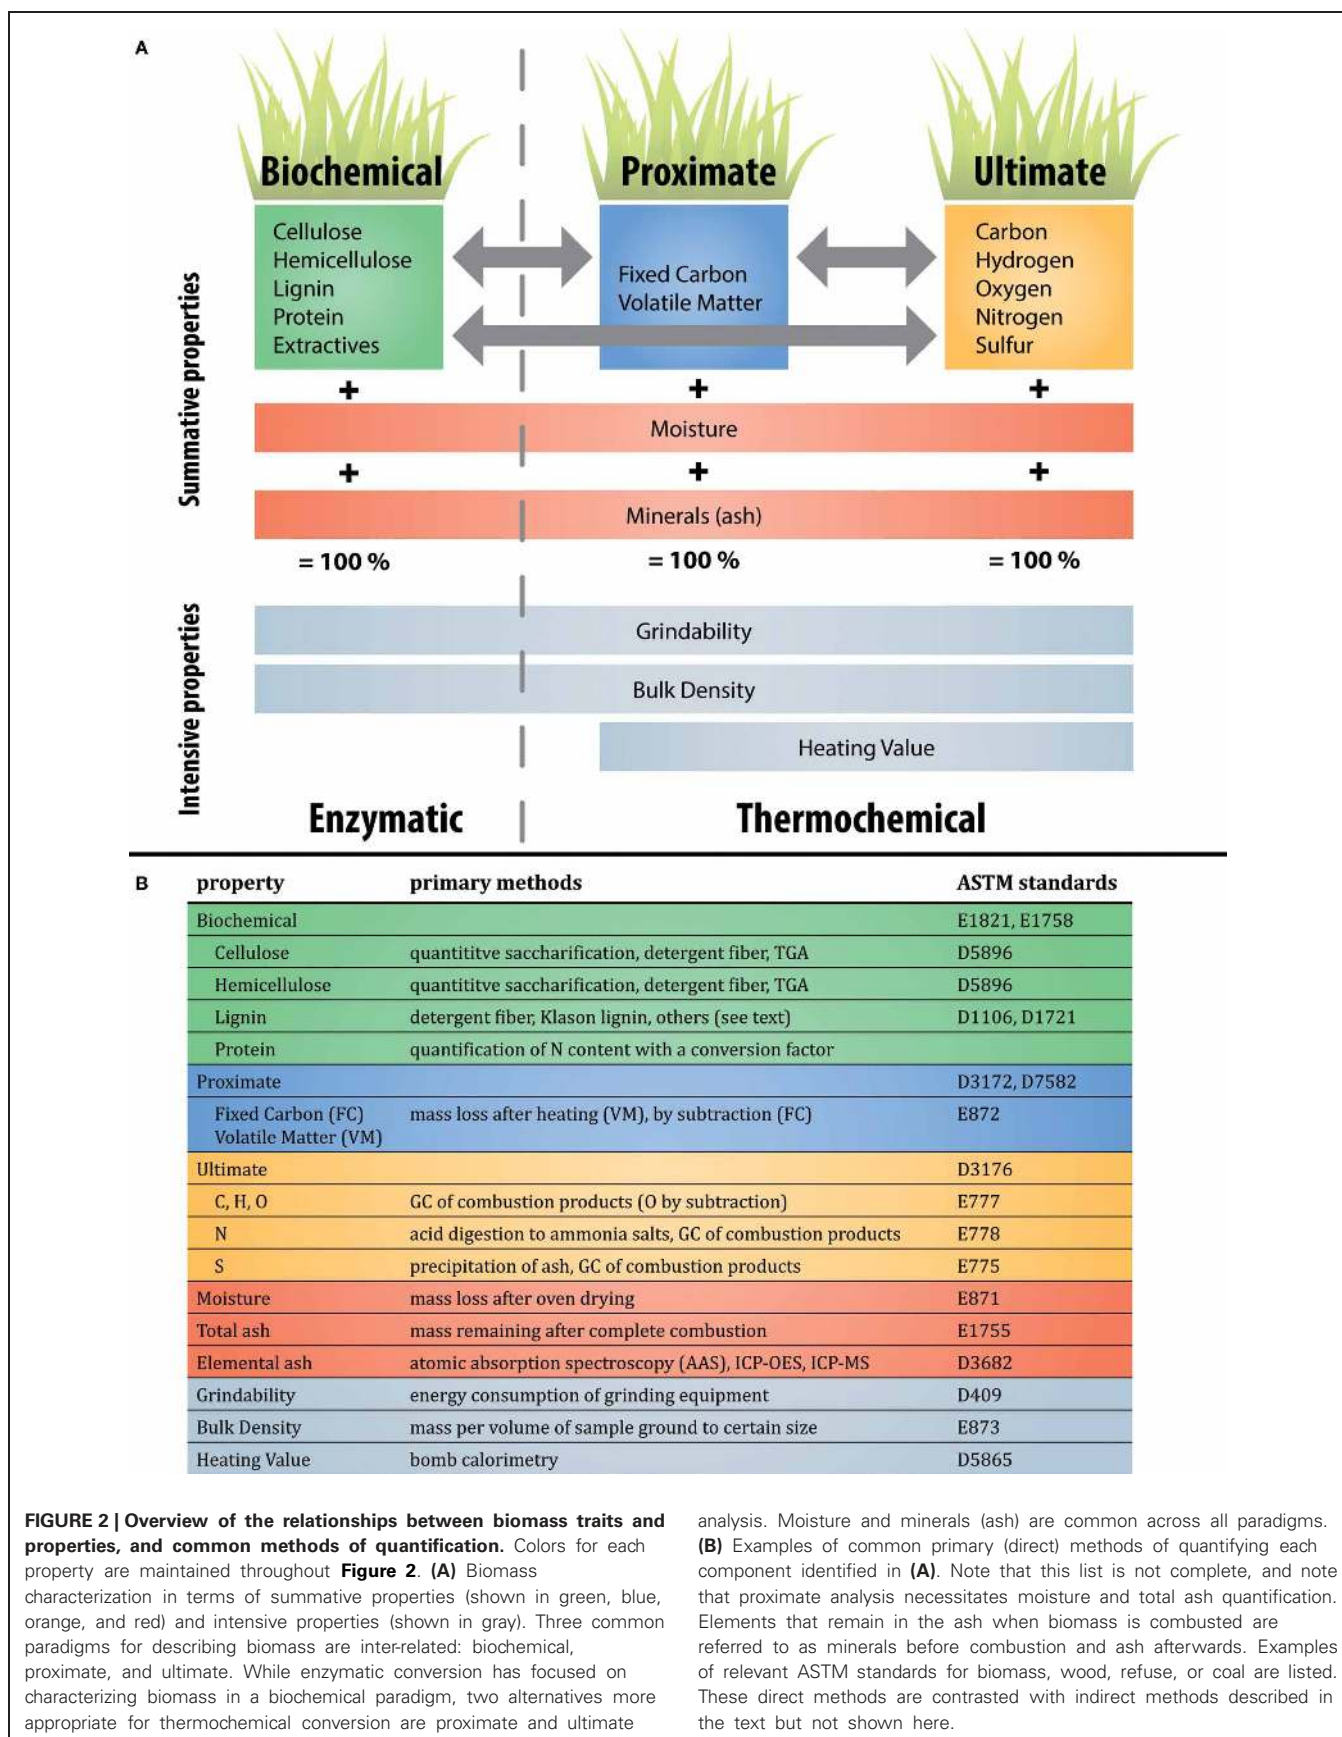 A
Biochemical
Proximate
Ultimate
Summative properties
Cellulose
Hemicellulose
Lignin
Protein
Extractives
Fixed Carbon
Volatile Matter
Carbon
Hydrogen
Oxygen
Nitrogen
Sulfur
+ + +
Moisture
+ + +
Minerals (ash)
= 100 % = 100 % = 100 %
Intensive properties
Grindability
Bulk Density
Heating Value
Enzymatic Thermochemical
B property primary methods ASTM standards
Biochemical E1821, E1758
Cellulose quantititve saccharification, detergent fiber, TGA D5896
Hemicellulose quantititve saccharification, detergent fiber, TGA D5896
Lignin detergent fiber, Klason lignin, others (see text) D1106, D1721
Protein quantification of N content with a conversion factor
Proximate D3172, D7582
Fixed Carbon (FC) mass loss after heating (VM), by subtraction (FC) E872
Volatile Matter (VM)
Ultimate D3176
C, H, O GC of combustion products (O by subtraction) E777
N acid digestion to ammonia salts, GC of combustion products E778
S precipitation of ash, GC of combustion products E775
Moisture mass loss after oven drying E871
Total ash mass remaining after complete combustion E1755
Elemental ash atomic absorption spectroscopy (AAS), ICP-OES, ICP-MS D3682
Grindability energy consumption of grinding equipment D409
Bulk Density mass per volume of sample ground to certain size E873
Heating Value bomb calorimetry D5865
FIGURE 2 | Overview of the relationships between biomass traits and
properties, and common methods of quantification. Colors for each
property are maintained throughout Figure 2. (A) Biomass
characterization in terms of summative properties (shown in green, blue,
orange, and red) and intensive properties (shown in gray). Three common
paradigms for describing biomass are inter-related: biochemical,
proximate, and ultimate. While enzymatic conversion has focused on
characterizing biomass in a biochemical paradigm, two alternatives more
appropriate for thermochemical conversion are proximate and ultimate
analysis. Moisture and minerals (ash) are common across all paradigms.
(B) Examples of common primary (direct) methods of quantifying each
component identified in (A). Note that this list is not complete, and note
that proximate analysis necessitates moisture and total ash quantification.
Elements that remain in the ash when biomass is combusted are
referred to as minerals before combustion and ash afterwards. Examples
of relevant ASTM standards for biomass, wood, refuse, or coal are listed.
These direct methods are contrasted with indirect methods described in
the text but not shown here.